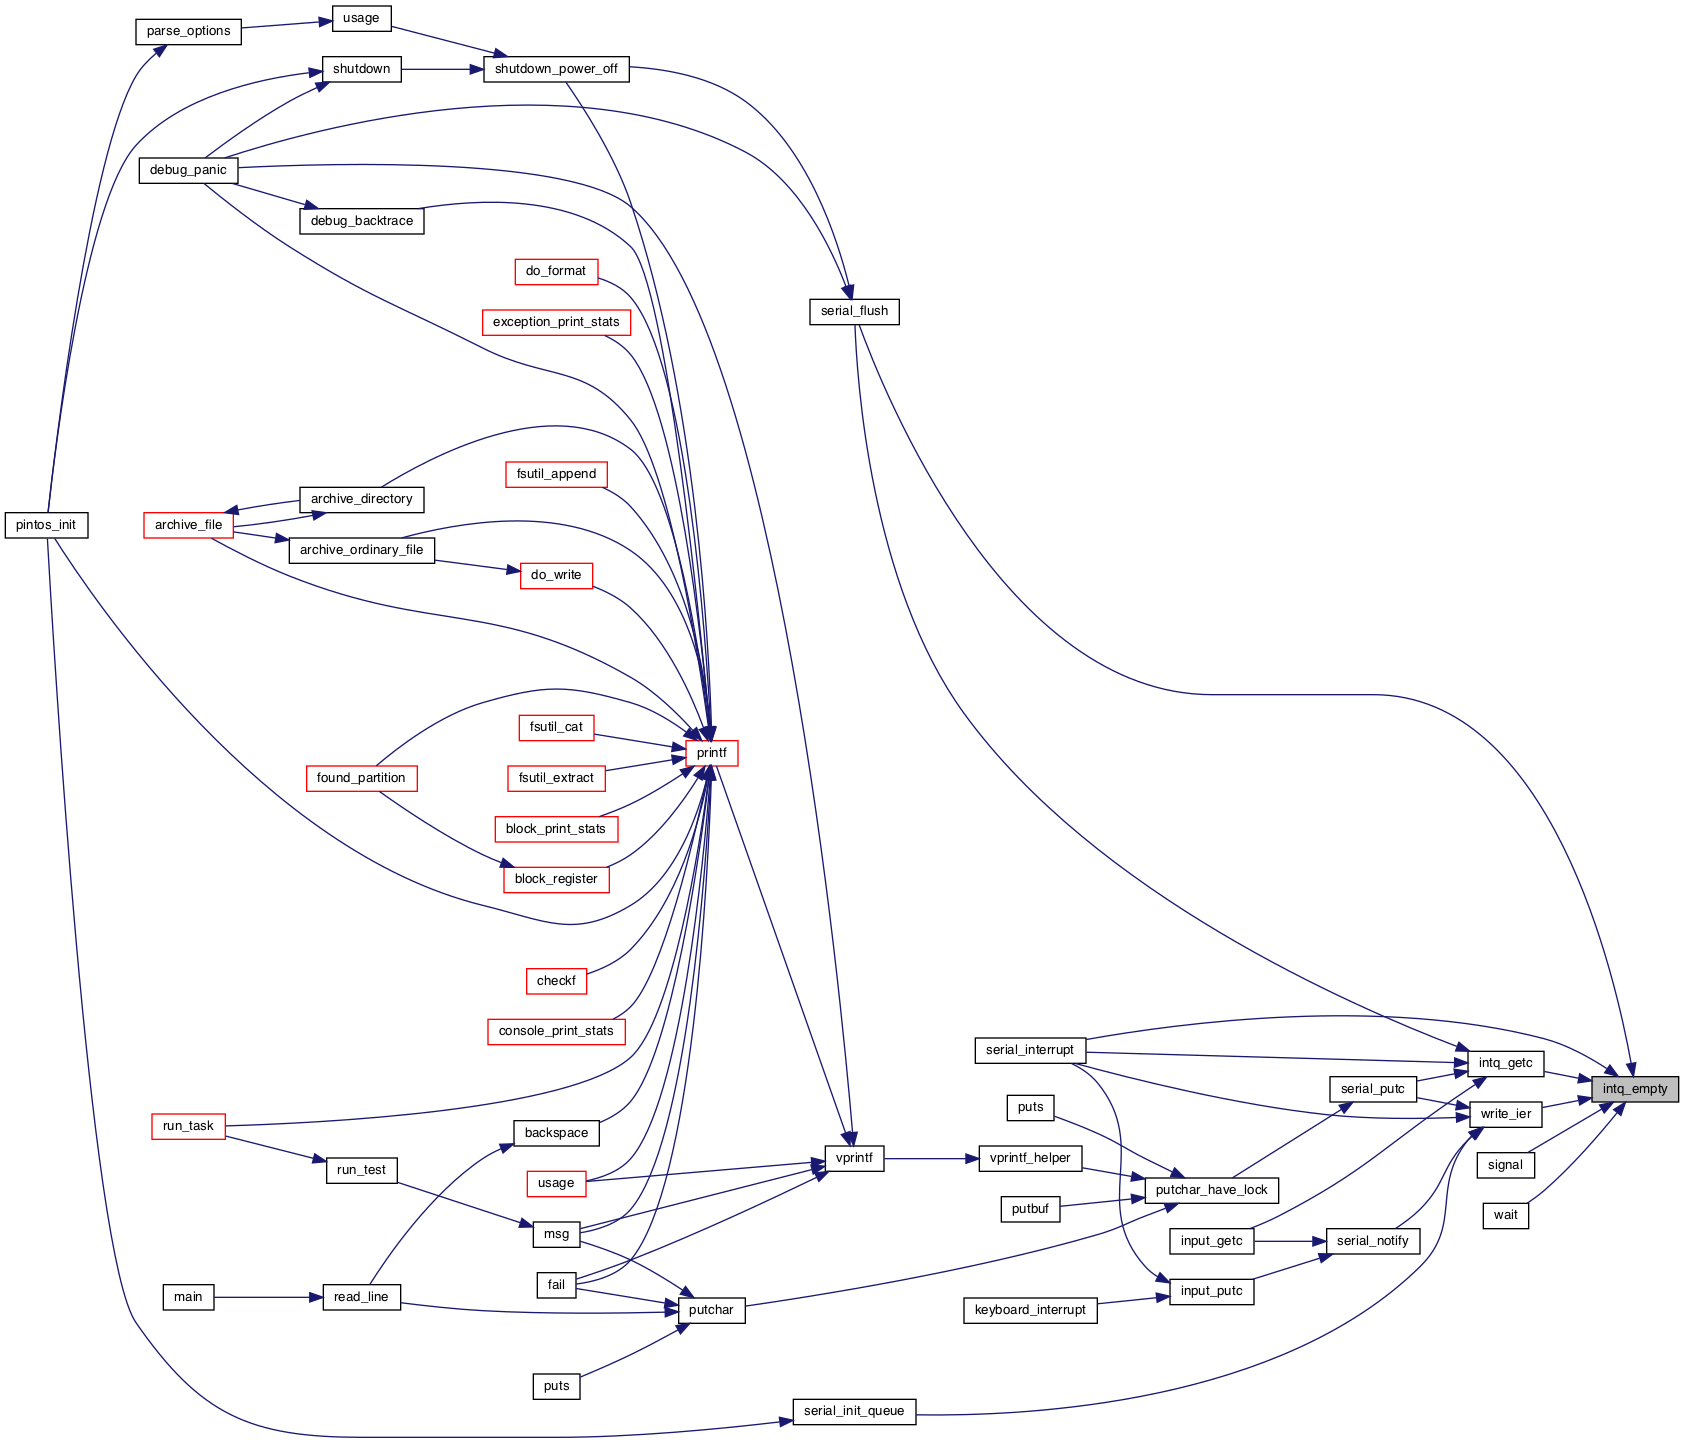 usage
parse_options
shutdown
shutdown_power_off
debug_panic
debug_backtrace
do_format
serial_flush
exception_print_stats
fsutil_append
archive_directory
pintos_init
archive_file
archive_ordinary_file
do_write
fsutil_cat
printf
found_partition
fsutil_extract
block_print_stats
block_register
checkf
console_print_stats
serial_interrupt
intq_getc
serial_putc
intq_empty
puts
write_ier
run_task
backspace
run_test
vprintf
vprintf_helper
signal
usage
putchar_have_lock
putbuf
wait
msg
input_getc
serial_notify
fail
input_putc
main
read_line
putchar
keyboard_interrupt
puts
serial_init_queue